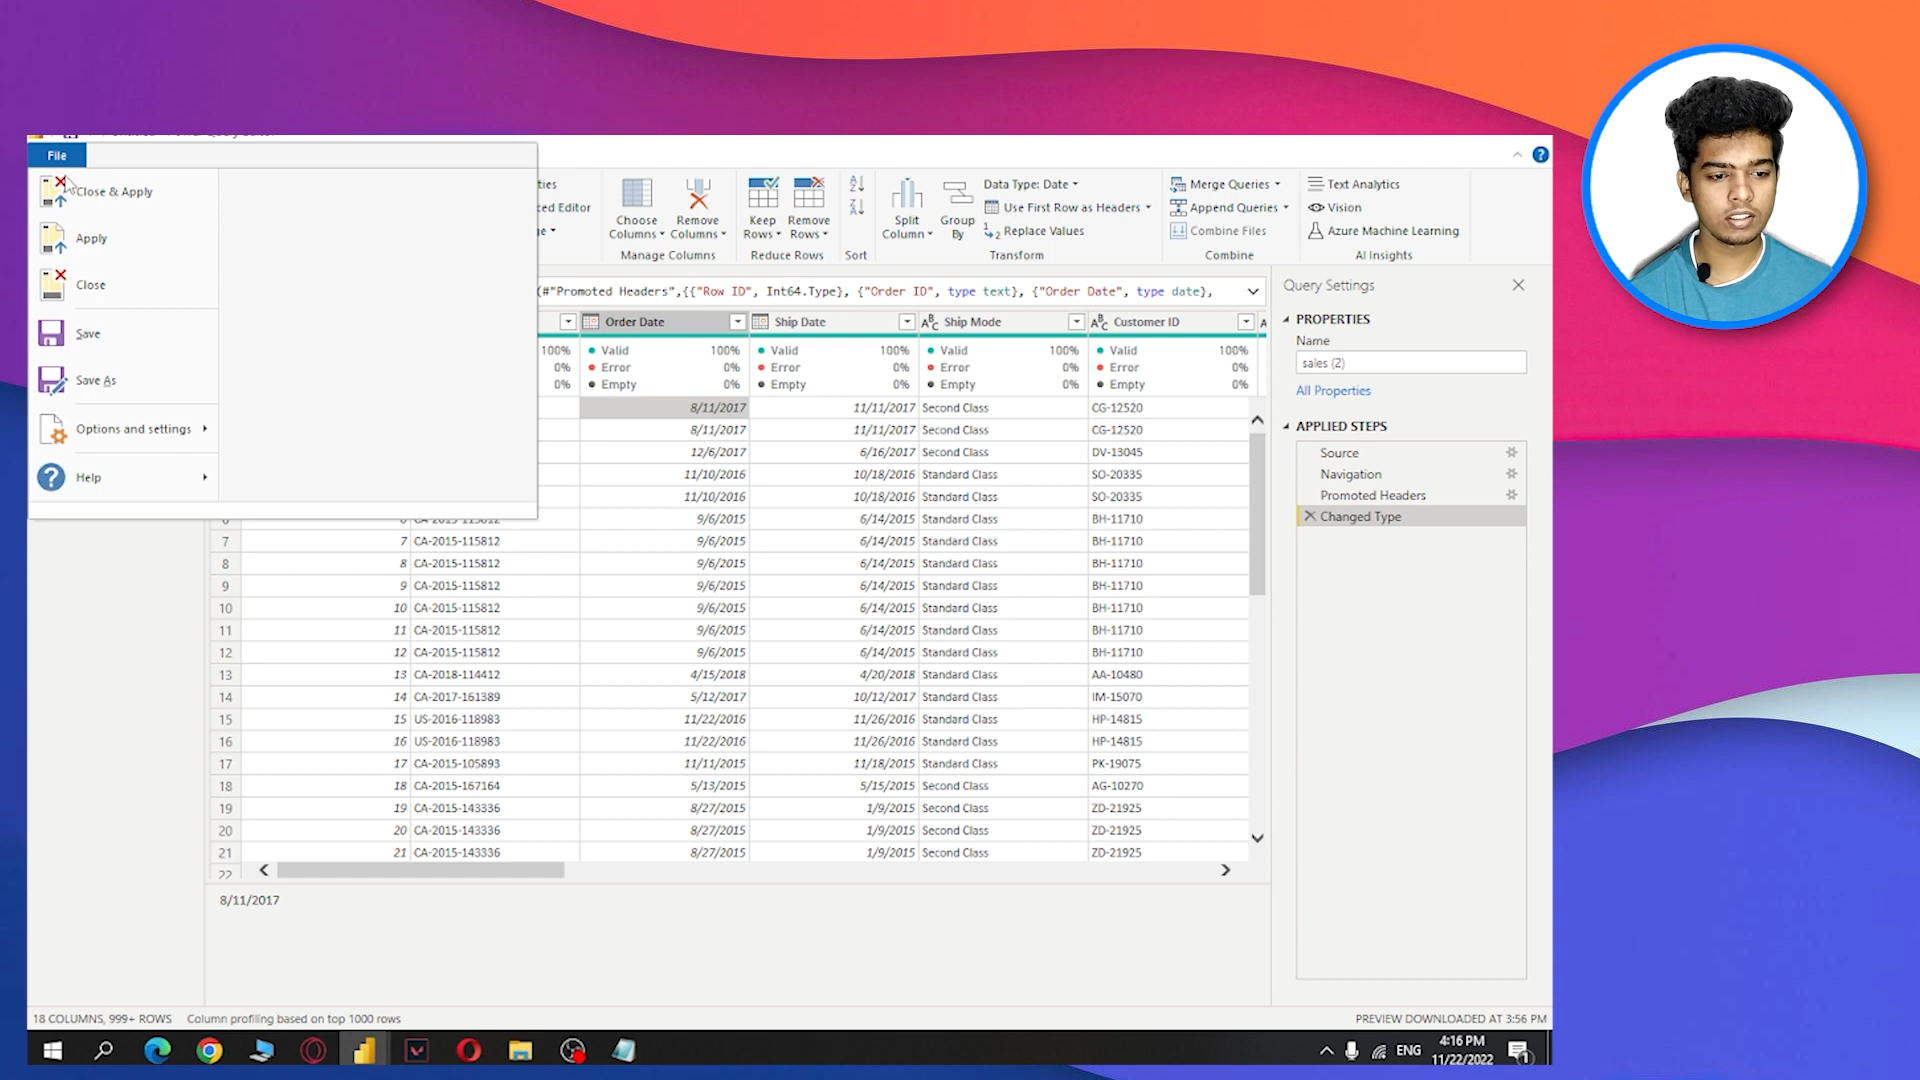 File
Close & Apply
Apply
Close
Save
Save As
Options and settings
Help
Choose Columns
Remove Columns
Manage Columns
Keep Rows
Remove Rows
Reduce Rows
Sort
Split Column
Group By
Data Type: Date
Use First Row as Headers
Replace Values
Transform
Merge Queries
Append Queries
Combine Files
Combine
Text Analytics
Vision
Azure Machine Learning
AI Insights
(#"Promoted Headers",{{"Row ID", Int64.Type}, {"Order ID", type text}, {"Order Date", type date},
Order Date Ship Date Ship Mode Customer ID
100% Valid 100% Valid 100% Valid 100% Valid 100%
0% Error 0% Error 0% Error 0% Error 0%
0% Empty 0% Empty 0% Empty 0% Empty 0%
8/11/2017 11/11/2017 Second Class CG-12520
8/11/2017 11/11/2017 Second Class CG-12520
12/6/2017 6/16/2017 Second Class DV-13045
11/10/2016 10/18/2016 Standard Class SO-20335
11/10/2016 10/18/2016 Standard Class SO-20335
9/6/2015 6/14/2015 Standard Class BH-11710
7 7 CA-2015-115812 9/6/2015 6/14/2015 Standard Class BH-11710
8 8 CA-2015-115812 9/6/2015 6/14/2015 Standard Class BH-11710
9 9 CA-2015-115812 9/6/2015 6/14/2015 Standard Class BH-11710
10 10 CA-2015-115812 9/6/2015 6/14/2015 Standard Class BH-11710
11 11 CA-2015-115812 9/6/2015 6/14/2015 Standard Class BH-11710
12 12 CA-2015-115812 9/6/2015 6/14/2015 Standard Class BH-11710
13 13 CA-2018-114412 4/15/2018 4/20/2018 Standard Class AA-10480
14 14 CA-2017-161389 5/12/2017 10/12/2017 Standard Class IM-15070
15 15 US-2016-118983 11/22/2016 11/26/2016 Standard Class HP-14815
16 16 US-2016-118983 11/22/2016 11/26/2016 Standard Class HP-14815
17 17 CA-2015-105893 11/11/2015 11/18/2015 Standard Class PK-19075
18 18 CA-2015-167164 5/13/2015 5/15/2015 Second Class AG-10270
19 19 CA-2015-143336 8/27/2015 1/9/2015 Second Class ZD-21925
20 20 CA-2015-143336 8/27/2015 1/9/2015 Second Class ZD-21925
21 21 CA-2015-143336 8/27/2015 1/9/2015 Second Class ZD-21925
22
8/11/2017
Query Settings
PROPERTIES
Name
sales (2)
All Properties
APPLIED STEPS
Source
Navigation
Promoted Headers
Changed Type
18 COLUMNS, 999+ ROWS Column profiling based on top 1000 rows
PREVIEW DOWNLOADED AT 3:56 PM
ENG
4:16 PM
11/22/2022
1